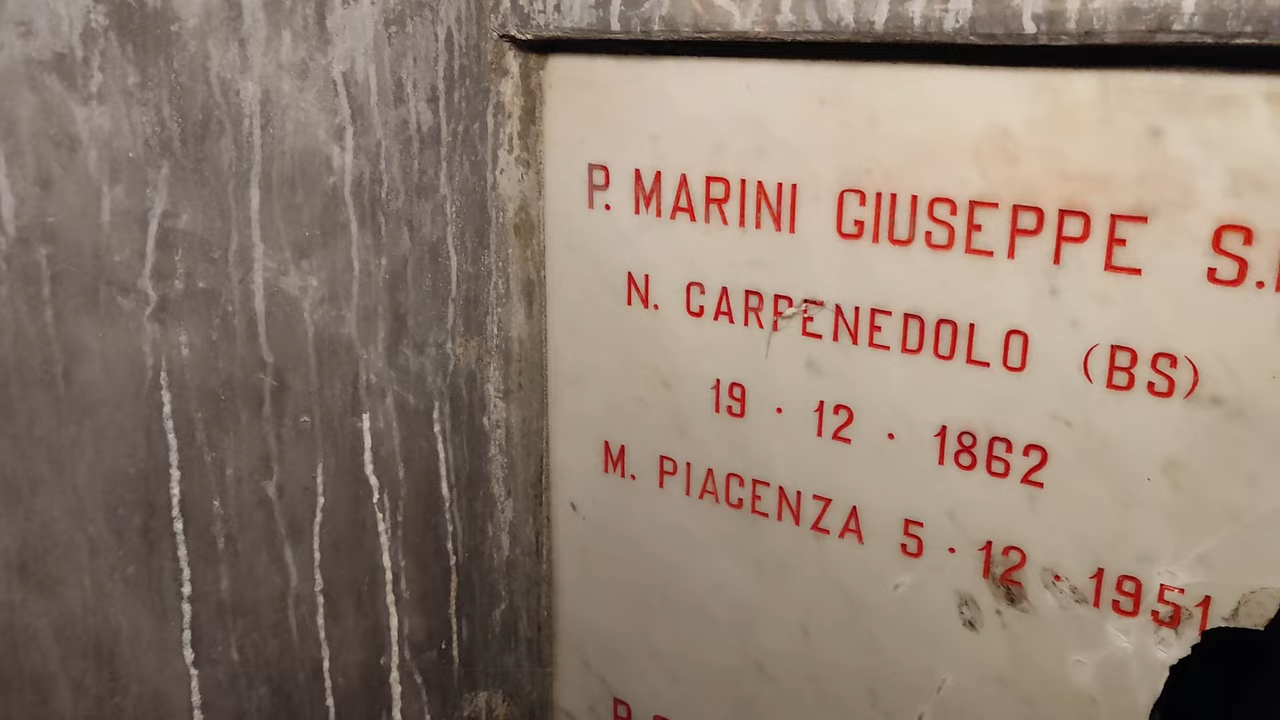 P. MARINI GIUSEPPE S.
N. CARPENEDOLO (BS)
19 · 12 · 1862
M. PIACENZA 5 · 12 · 1951